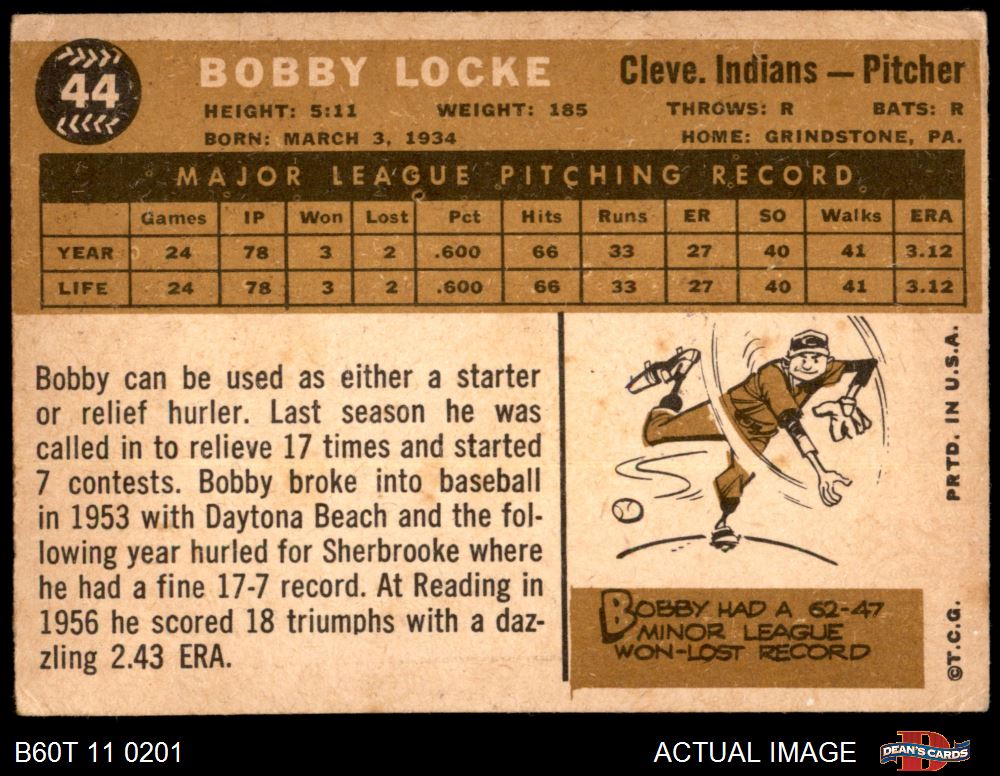 44
BOBBY LOCKE
Cleve. Indians — Pitcher
HEIGHT: 5:11 WEIGHT: 185 THROWS: R BATS: R
BORN: MARCH 3, 1934 HOME: GRINDSTONE, PA.
MAJOR LEAGUE PITCHING RECORD
Games IP Won Lost Pct Hits Runs ER SO Walks ERA
YEAR 24 78 3 2 .600 66 33 27 40 41 3.12
LIFE 24 78 3 2 .600 66 33 27 40 41 3.12
Bobby can be used as either a starter
or relief hurler. Last season he was
called in to relieve 17 times and started
7 contests. Bobby broke into baseball
in 1953 with Daytona Beach and the fol-
lowing year hurled for Sherbrooke where
he had a fine 17-7 record. At Reading in
1956 he scored 18 triumphs with a daz-
zling 2.43 ERA.
C
BOBBY HAD A 62-47
MINOR LEAGUE
WON-LOST RECORD
©T.C.G. PRTD. IN U.S.A.
B60T 11 0201
ACTUAL IMAGE
D
DEAN'S CARDS